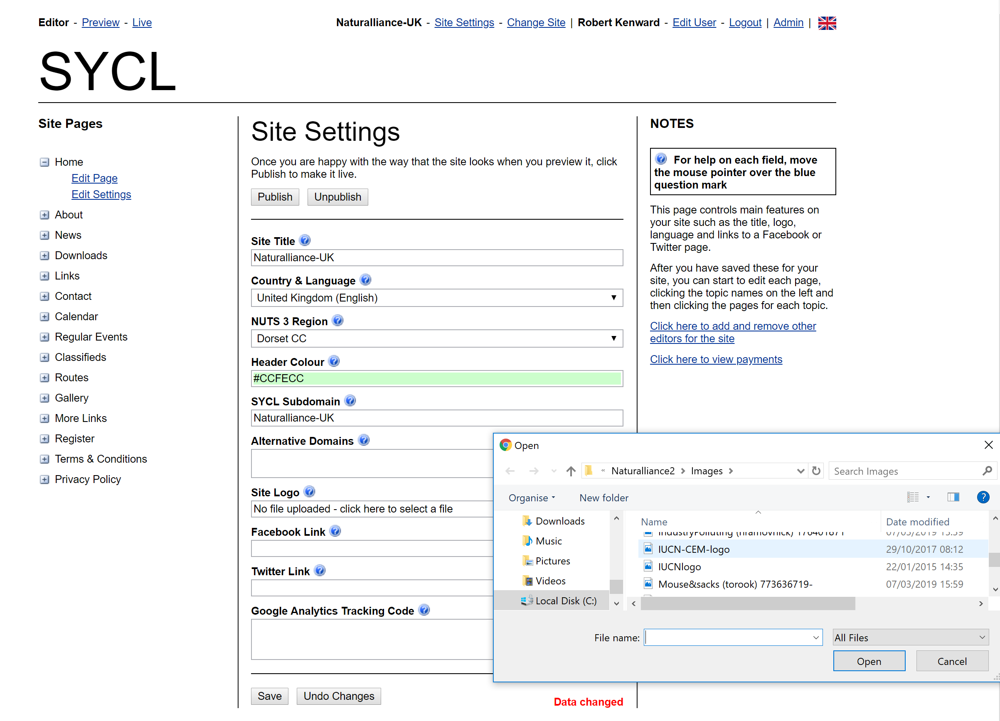 Editor - Preview - Live
Naturalliance-UK - Site Settings - Change Site | Robert Kenward - Edit User - Logout | Admin |
SYCL
Site Pages
Home
Edit Page
Edit Settings
About
News
Downloads
Links
Contact
Calendar
Regular Events
Classifieds
Routes
Gallery
More Links
Register
Terms & Conditions
Privacy Policy
Site Settings
Once you are happy with the way that the site looks when you preview it, click
Publish to make it live.
Publish Unpublish
Site Title
Naturalliance-UK
Country & Language
United Kingdom (English)
NUTS 3 Region
Dorset CC
Header Colour
#CCFECC
SYCL Subdomain
Naturalliance-UK
Alternative Domains
Site Logo
No file uploaded - click here to select a file
Facebook Link
Twitter Link
Google Analytics Tracking Code
Save Undo Changes
Data changed
NOTES
For help on each field, move
the mouse pointer over the blue
question mark
This page controls main features on
your site such as the title, logo,
language and links to a Facebook or
Twitter page.
After you have saved these for your
site, you can start to edit each page,
clicking the topic names on the left and
then clicking the pages for each topic.
Click here to add and remove other
editors for the site
Click here to view payments
Open
« Naturalliance2 > Images >
Search Images
Organise New folder
Downloads
Music
Pictures
Videos
Local Disk (C:)
Name Date modified
IndustryPolluting (hramovnick) 176401871 07/03/2019 15:59
IUCN-CEM-logo 29/10/2017 08:12
IUCNlogo 22/01/2015 14:35
Mouse&sacks (torook) 773636719- 07/03/2019 15:59
File name: All Files
Open Cancel